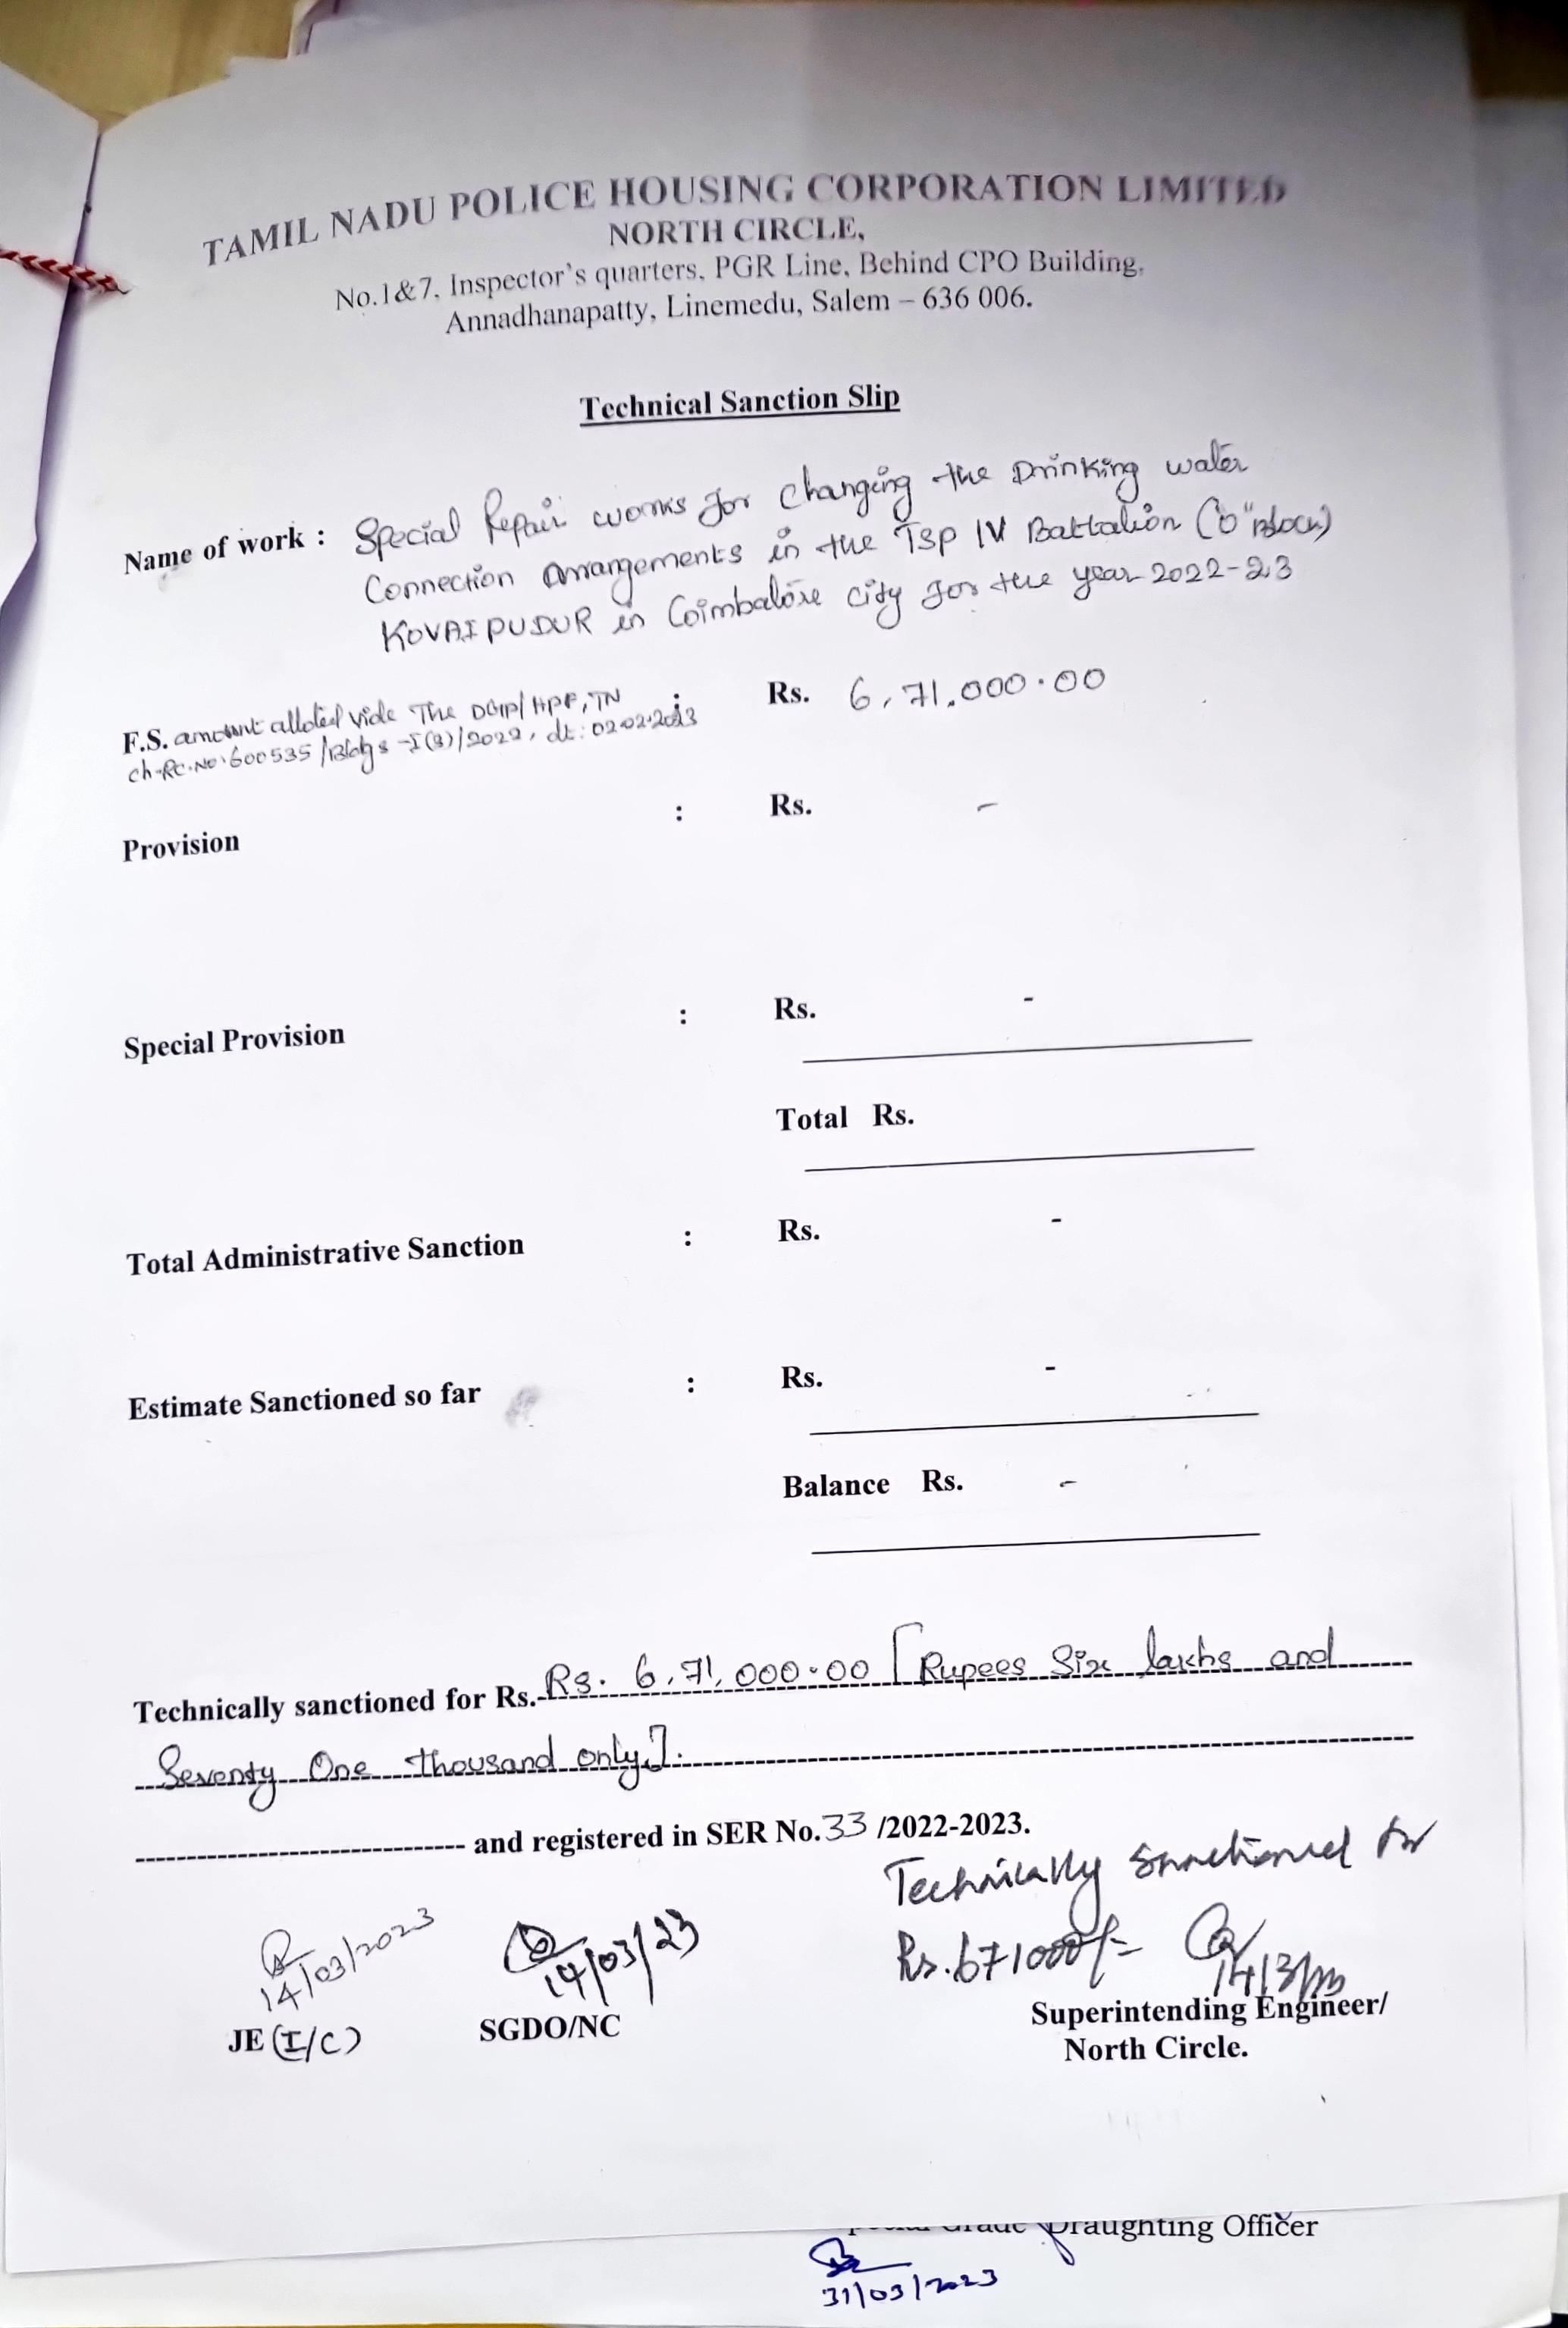 TAMIL NADU POLICE HOUSING CORPORATION LIMITED
NORTH CIRCLE,
No.1&7, Inspector's quarters, PGR Line, Behind CPO Building,
Annadhanapatty, Linemedu, Salem – 636 006.
Technical Sanction Slip
Name of work : Special Repair works for changing the Drinking water
Connection arrangements in the TSP IV Battalion ("Block)
KOVAIPUDUR in Coimbatore city for the year 2022-23
F.S. amount alloted vide The DGP/HPF, TN : Rs. 6,71,000.00
ch-RC.No.600535/Bldgs-I(3)/2022, dt:02.02.2023
Provision : Rs. -
Special Provision : Rs. -
Total Rs.
Total Administrative Sanction : Rs. -
Estimate Sanctioned so far : Rs. -
Balance Rs. -
Technically sanctioned for Rs. Rs. 6,71,000.00 [Rupees Six lakhs and
Seventy One thousand only].
and registered in SER No.33 /2022-2023.
Technically sanctioned for
Rs.671000/=
14/03/2023
14/03/23
JE (I/C)
SGDO/NC
Superintending Engineer/
North Circle.
Grade Draughting Officer
31/03/2023